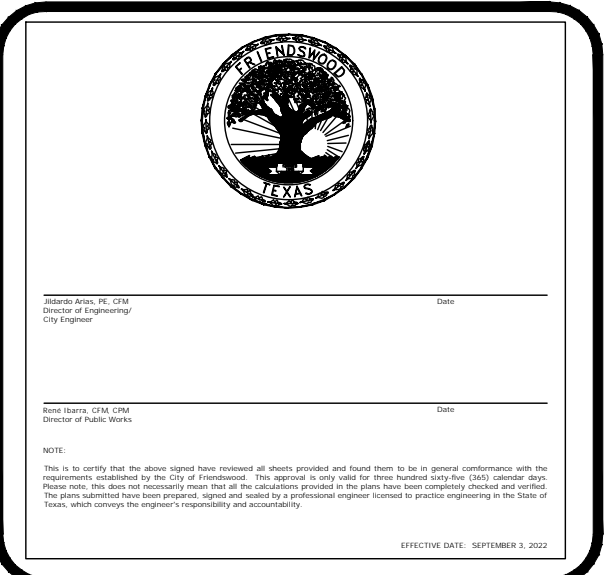 FRIENDSWOOD
TEXAS
Jildardo Arias, PE, CFM
Date
Director of Engineering/
City Engineer
René Ibarra, CFM, CPM
Date
Director of Public Works
NOTE:
This is to certify that the above signed have reviewed all sheets provided and found them to be in general comformance with the
requirements established by the City of Friendswood. This approval is only valid for three hundred sixty-five (365) calendar days.
Please note, this does not necessarily mean that all the calculations provided in the plans have been completely checked and verified.
The plans submitted have been prepared, signed and sealed by a professional engineer licensed to practice engineering in the State of
Texas, which conveys the engineer's responsibility and accountability.
EFFECTIVE DATE: SEPTEMBER 3, 2022